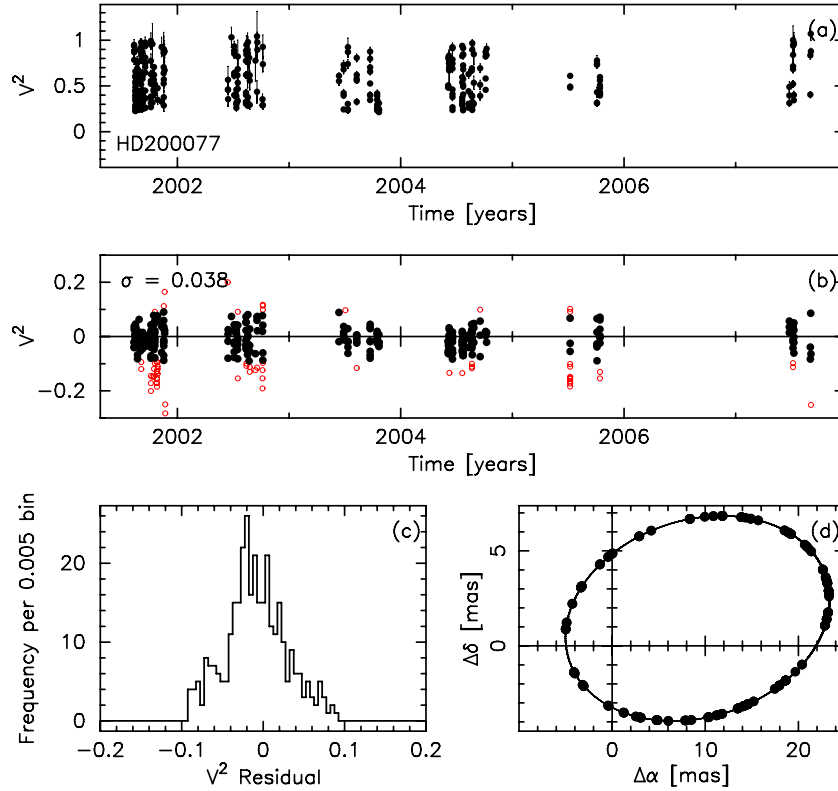 1
0.5
0
V²
(a)
HD200077
2002
2004
2006
Time [years]
0.2
0
−0.2
V²
σ = 0.038
(b)
2002
2004
2006
Time [years]
20
10
0
Frequency per 0.005 bin
(c)
−0.2
−0.1
0
0.1
0.2
V² Residual
5
0
Δδ [mas]
(d)
0
10
20
Δα [mas]